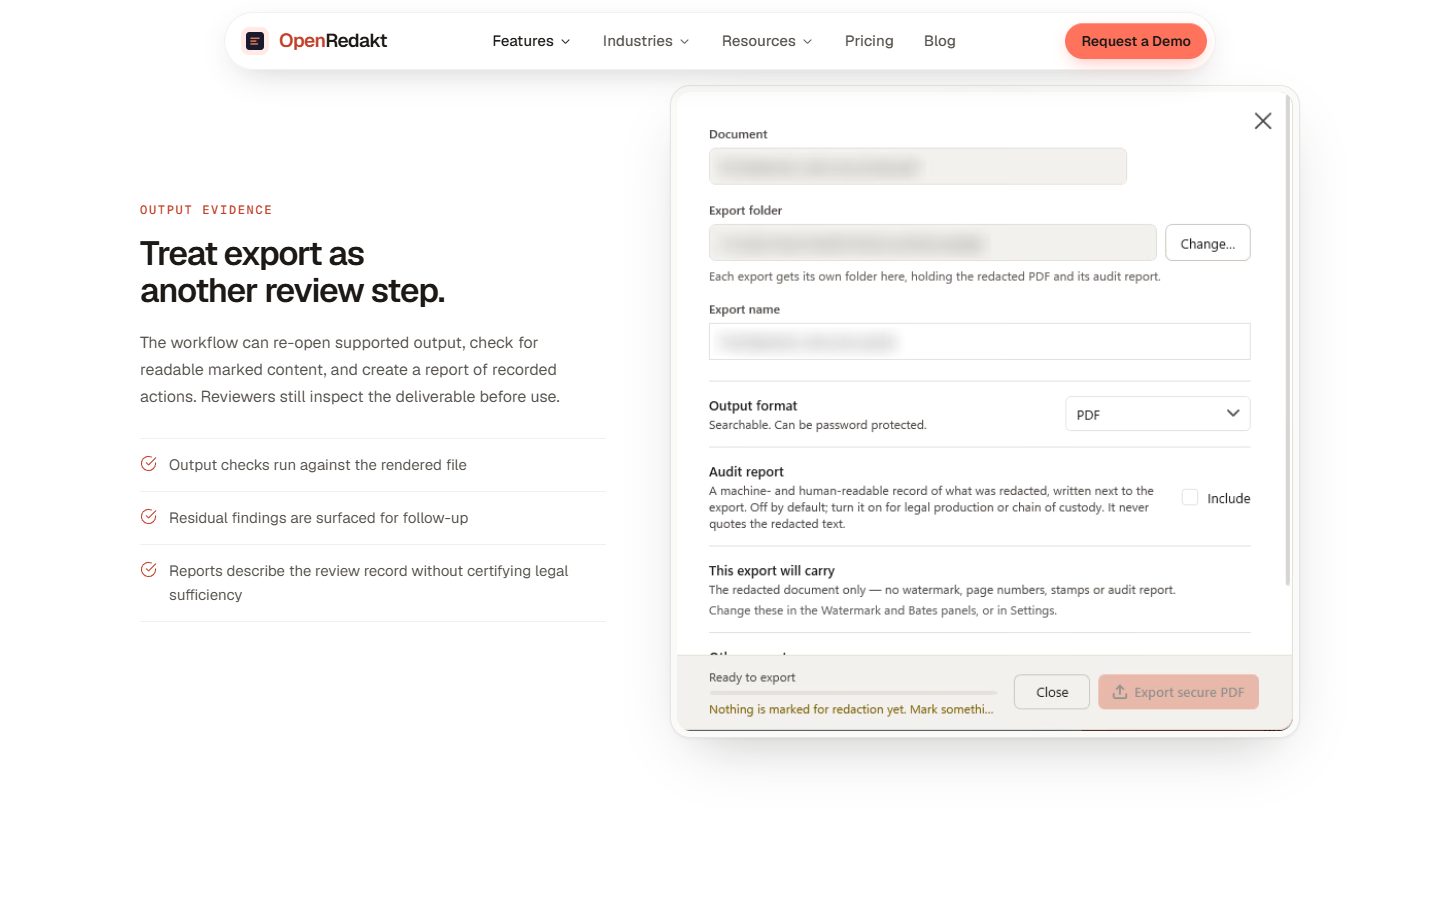 OpenRedakt
Features
Industries
Resources
Pricing
Blog
Request a Demo
OUTPUT EVIDENCE
Treat export as
another review step.
The workflow can re-open supported output, check for
readable marked content, and create a report of recorded
actions. Reviewers still inspect the deliverable before use.
Output checks run against the rendered file
Residual findings are surfaced for follow-up
Reports describe the review record without certifying legal
sufficiency
Document
Export folder
Change...
Each export gets its own folder here, holding the redacted PDF and its audit report.
Export name
Output format
Searchable. Can be password protected.
PDF
Audit report
A machine- and human-readable record of what was redacted, written next to the
export. Off by default; turn it on for legal production or chain of custody. It never
quotes the redacted text.
Include
This export will carry
The redacted document only — no watermark, page numbers, stamps or audit report.
Change these in the Watermark and Bates panels, or in Settings.
Ready to export
Nothing is marked for redaction yet. Mark somethi...
Close
Export secure PDF